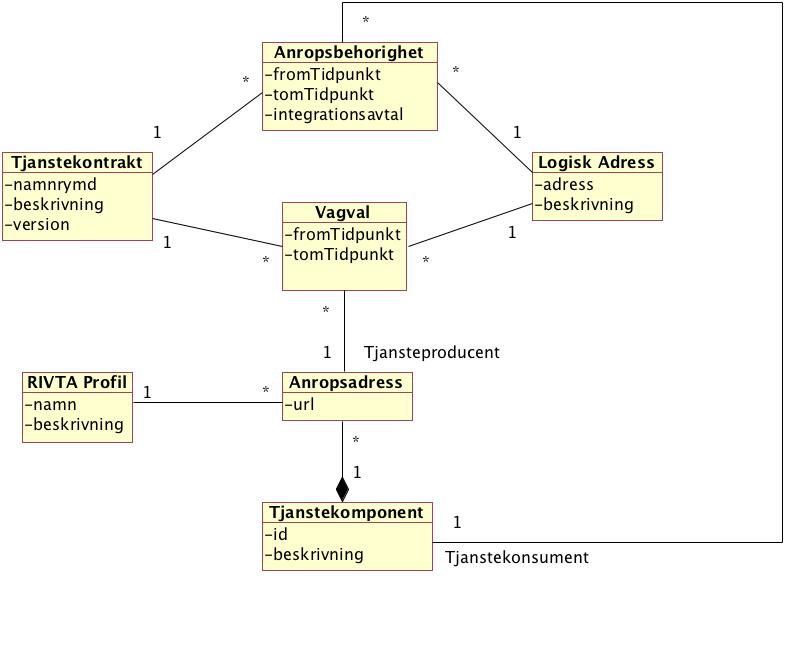 *
Anropsbehorighet
-fromTidpunkt
-tomTidpunkt
-integrationsavtal
*
*
1
1
Tjanstekontrakt
-namnrymd
-beskrivning
-version
Logisk Adress
-adress
-beskrivning
Vagval
-fromTidpunkt
-tomTidpunkt
1
*
1
*
*
1
Tjansteproducent
RIVTA Profil
-namn
-beskrivning
1
*
Anropsadress
-url
*
1
Tjanstekomponent
-id
-beskrivning
1
Tjanstekonsument